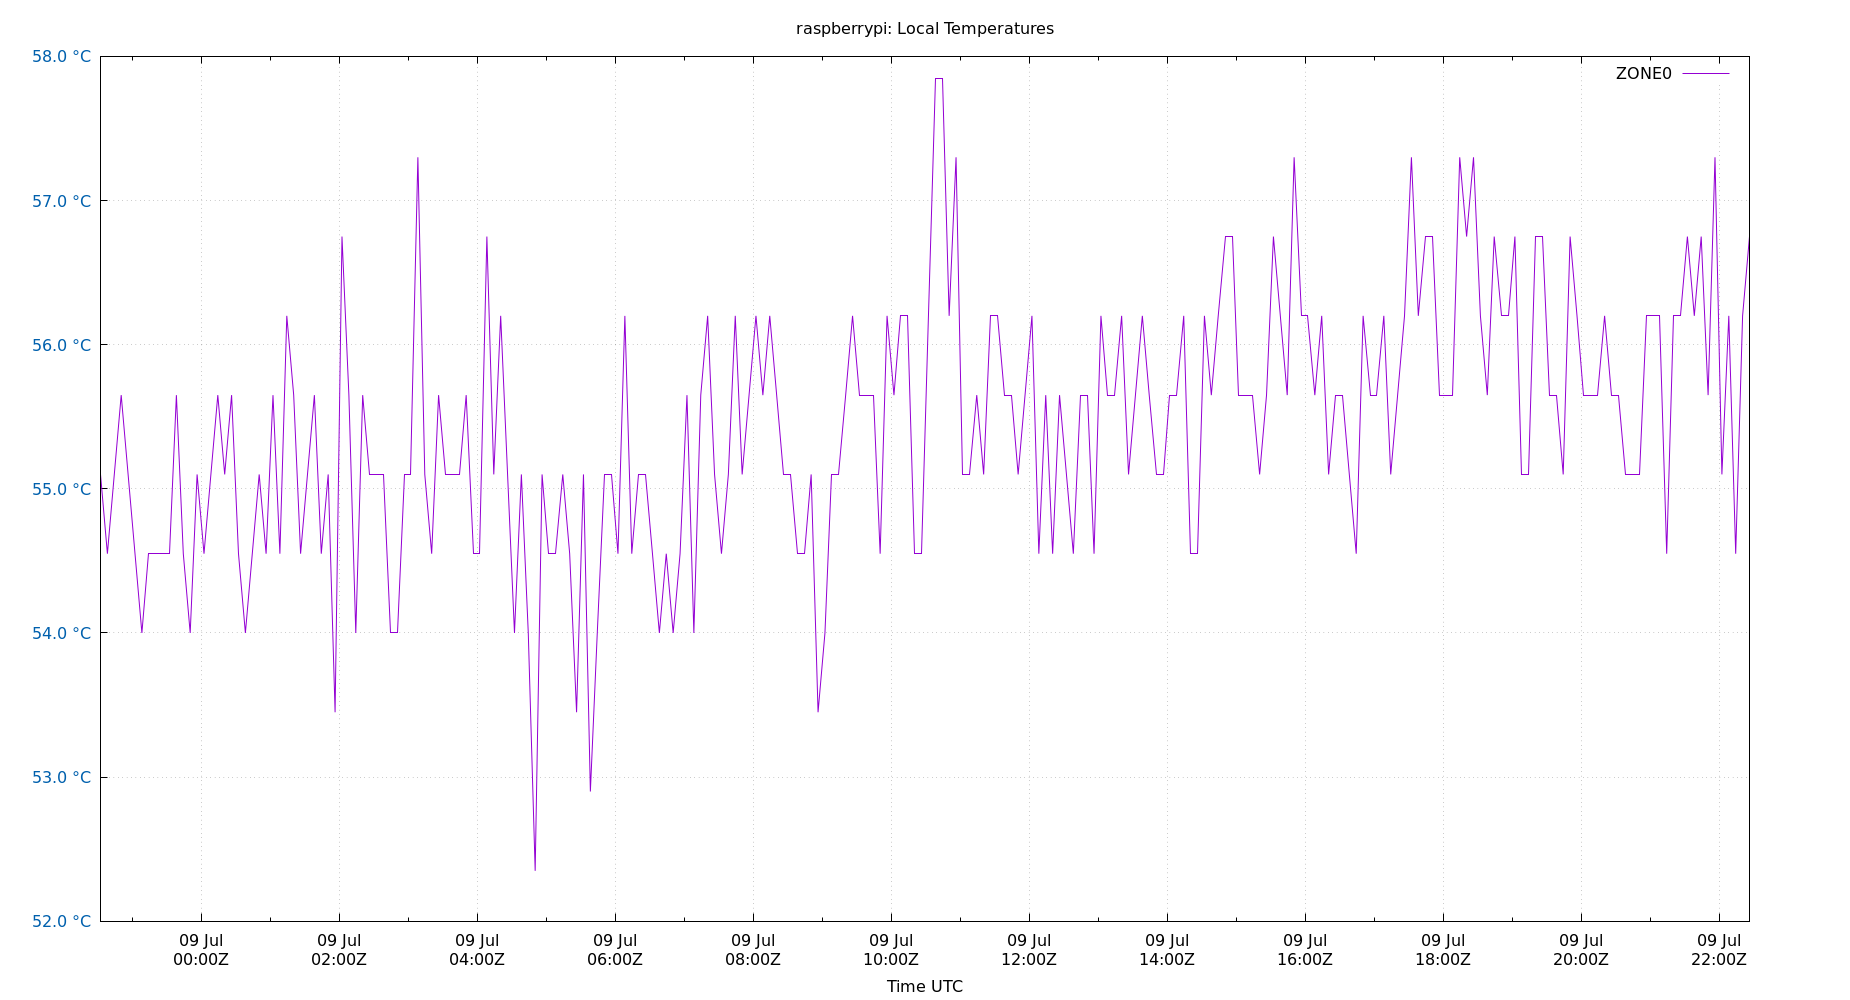 raspberrypi: Local Temperatures
58.0 °C
57.0 °C
56.0 °C
55.0 °C
54.0 °C
53.0 °C
52.0 °C
ZONE0
09 Jul 09 Jul 09 Jul 09 Jul 09 Jul 09 Jul 09 Jul 09 Jul 09 Jul 09 Jul 09 Jul 09 Jul
00:00Z 02:00Z 04:00Z 06:00Z 08:00Z 10:00Z 12:00Z 14:00Z 16:00Z 18:00Z 20:00Z 22:00Z
Time UTC